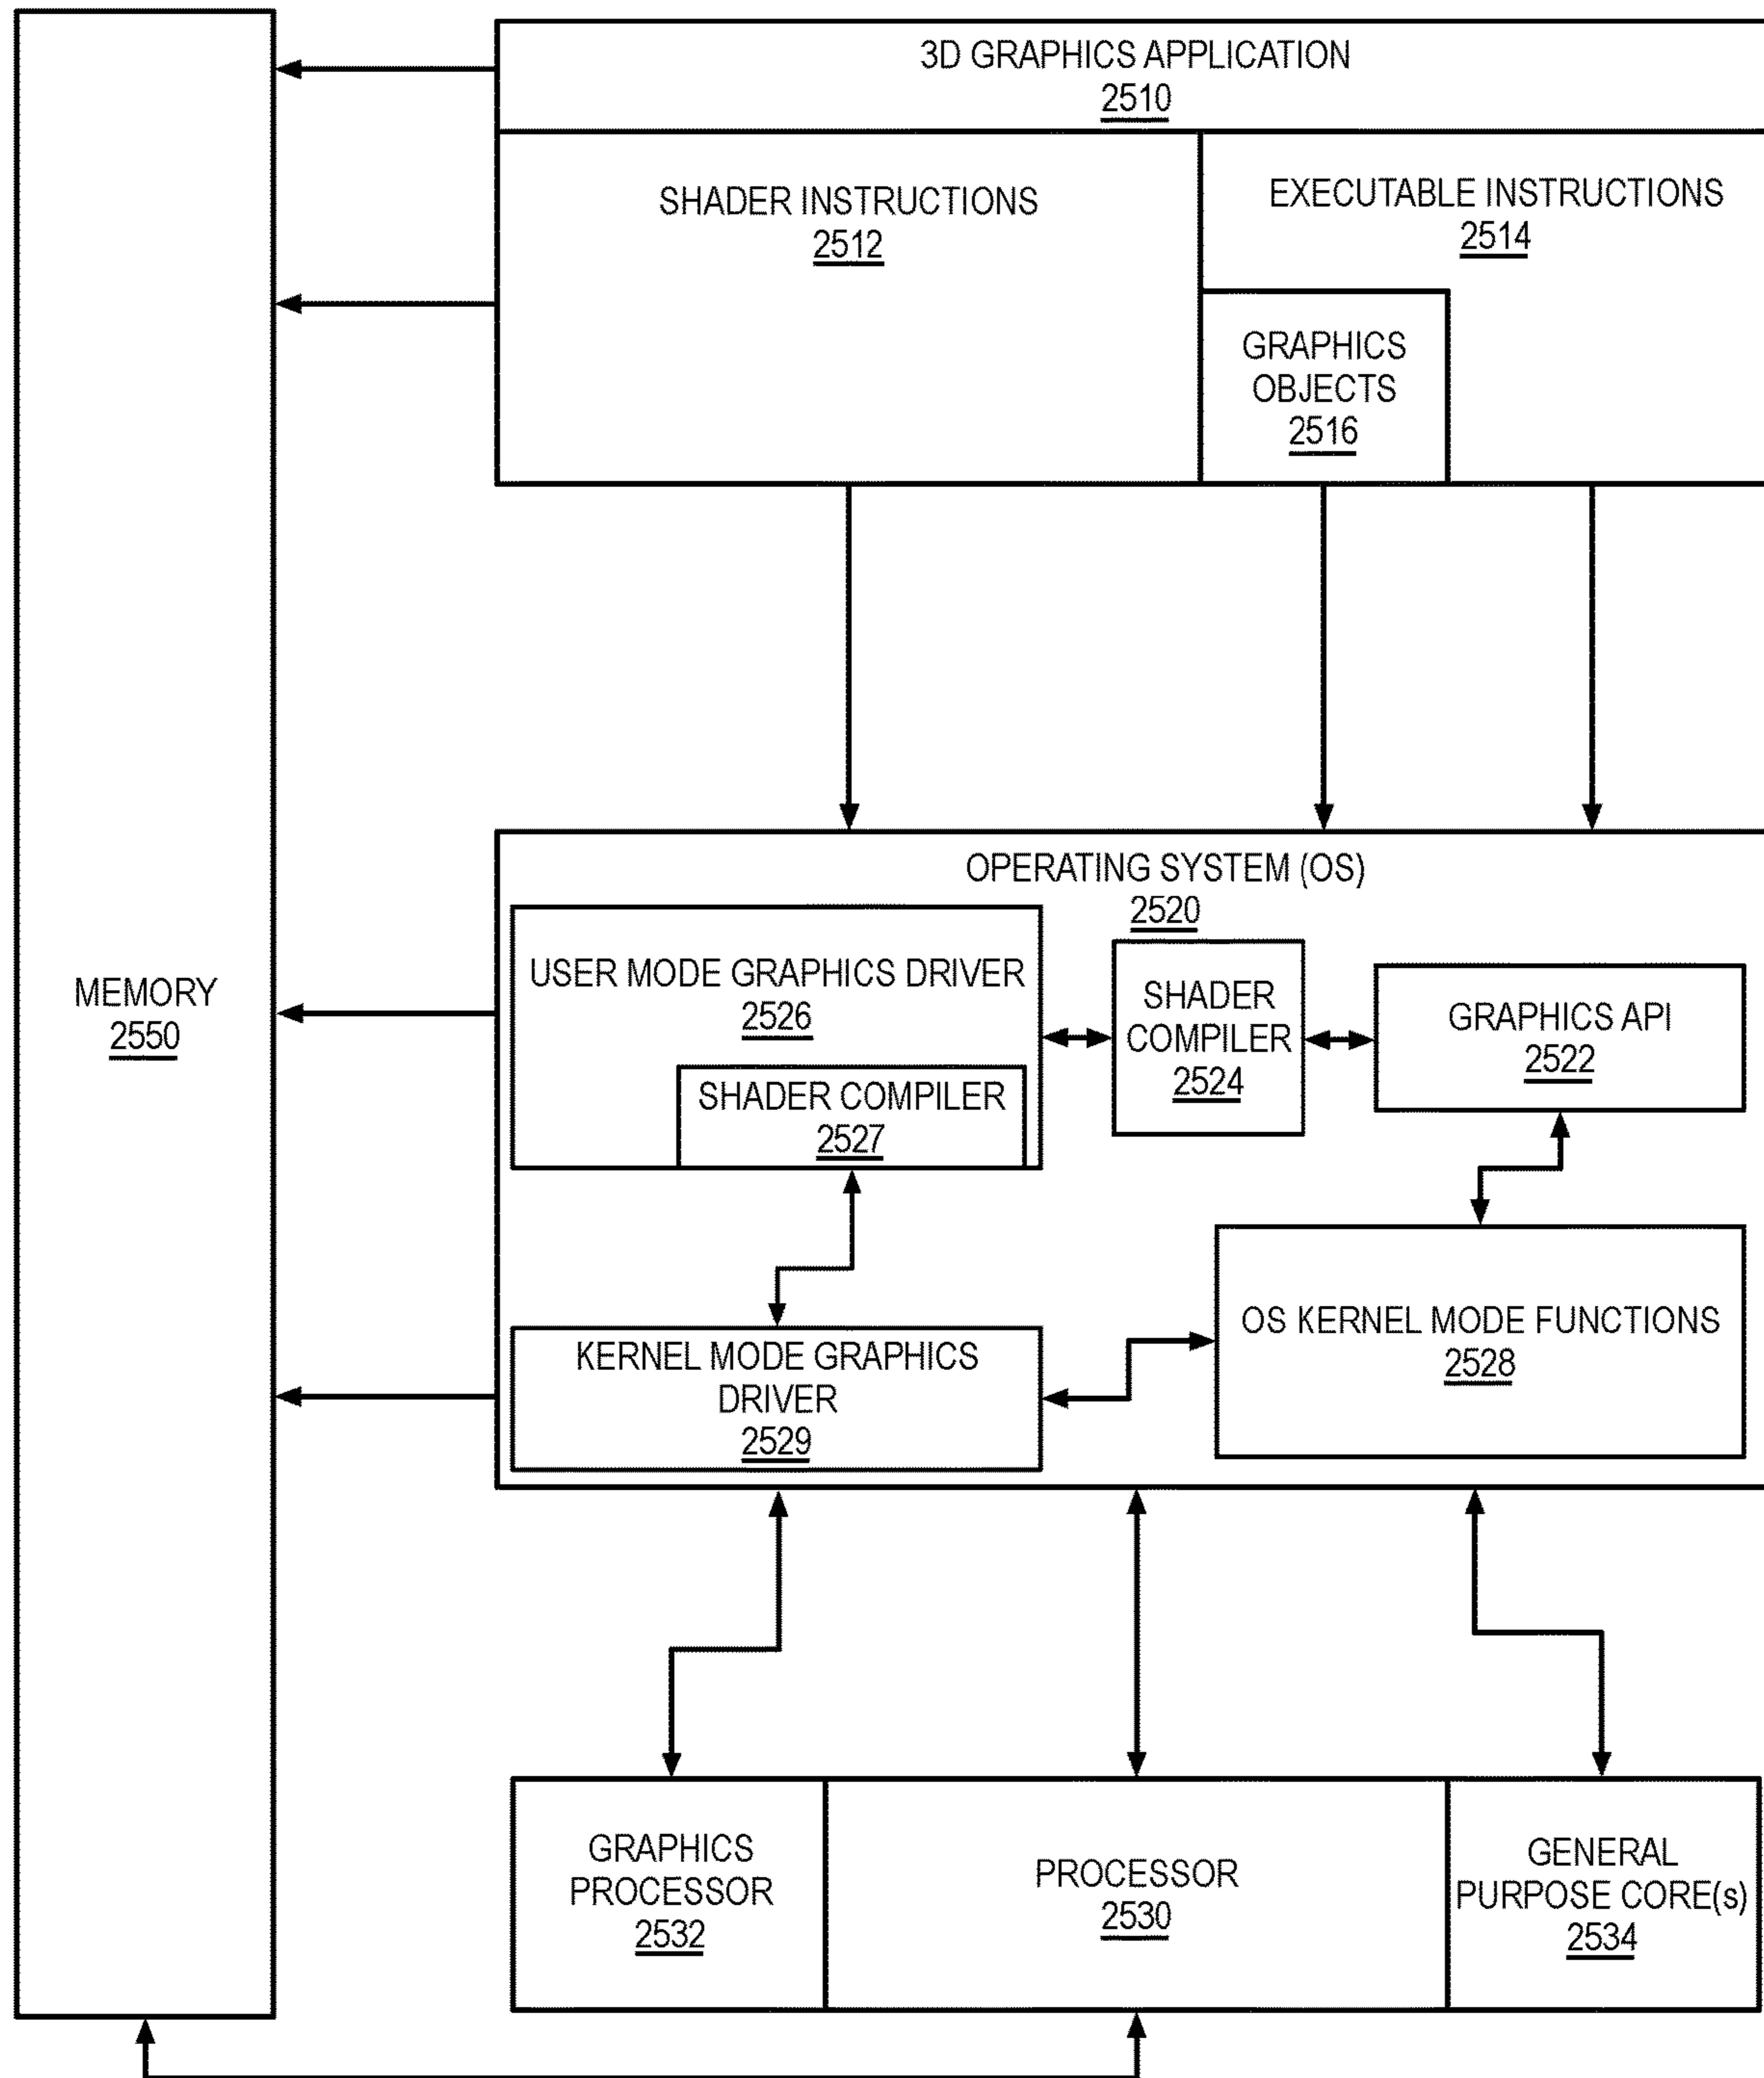 3D GRAPHICS APPLICATION
2510
SHADER INSTRUCTIONS
2512
EXECUTABLE INSTRUCTIONS
2514
GRAPHICS
OBJECTS
2516
MEMORY
2550
OPERATING SYSTEM (OS)
2520
USER MODE GRAPHICS DRIVER
2526
SHADER COMPILER
2527
SHADER
COMPILER
2524
GRAPHICS API
2522
KERNEL MODE GRAPHICS
DRIVER
2529
OS KERNEL MODE FUNCTIONS
2528
GRAPHICS
PROCESSOR
2532
PROCESSOR
2530
GENERAL
PURPOSE CORE(s)
2534